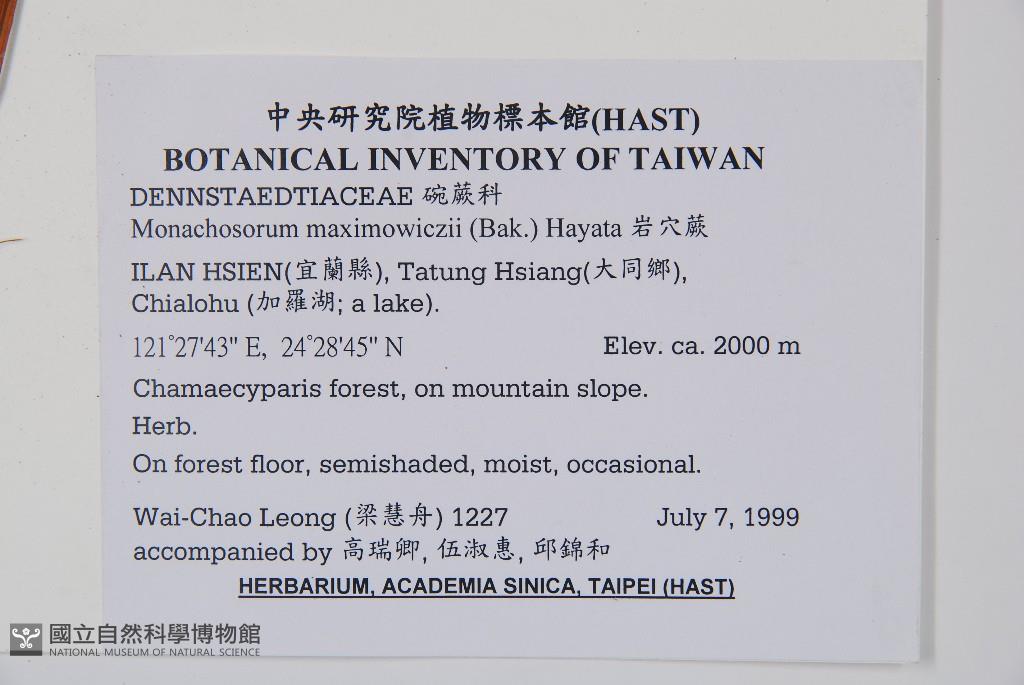 中央研究院植物標本館(HAST)
BOTANICAL INVENTORY OF TAIWAN
DENNSTAEDTIACEAE 碗蕨科
Monachosorum maximowiczii (Bak.) Hayata 岩穴蕨
ILAN HSIEN(宜蘭縣), Tatung Hsiang(大同鄉),
Chialohu (加羅湖; a lake).
121°27'43" E, 24°28'45" N Elev. ca. 2000 m
Chamaecyparis forest, on mountain slope.
Herb.
On forest floor, semishaded, moist, occasional.
Wai-Chao Leong (梁慧舟) 1227 July 7, 1999
accompanied by 高瑞卿, 伍淑惠, 邱錦和
HERBARIUM, ACADEMIA SINICA, TAIPEI (HAST)
國立自然科學博物館
NATIONAL MUSEUM OF NATURAL SCIENCE